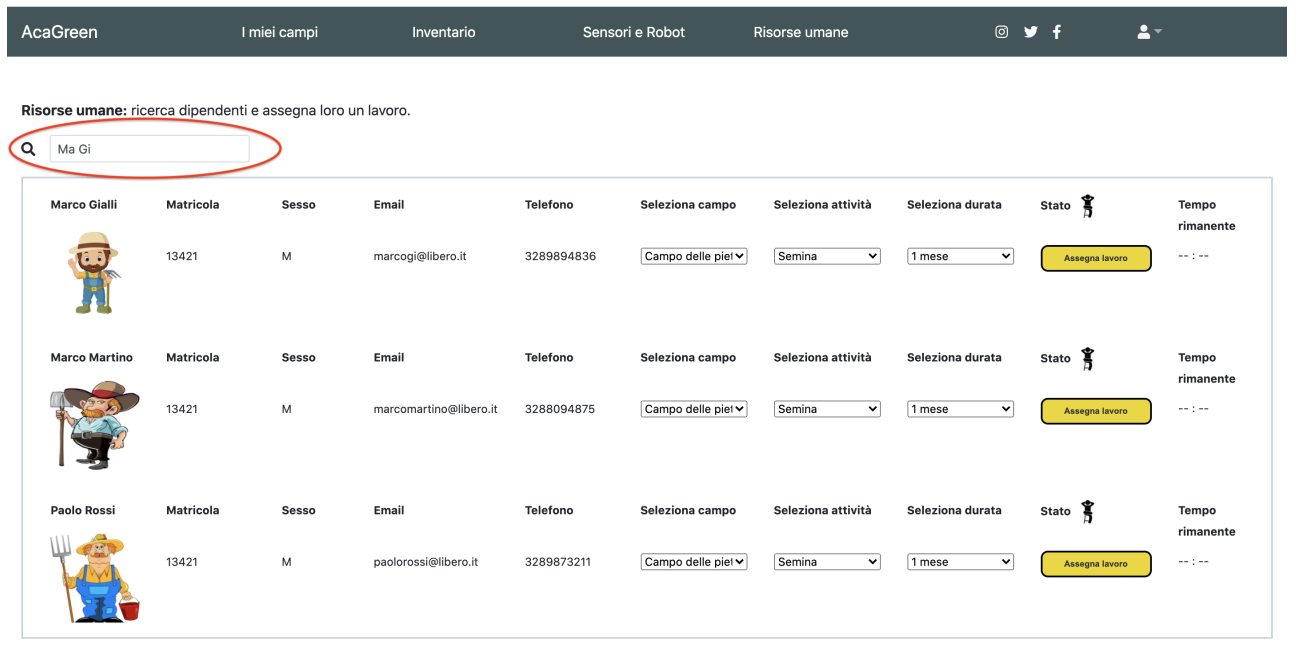 AcaGreen I miei campi Inventario Sensori e Robot Risorse umane
Risorse umane: ricerca dipendenti e assegna loro un lavoro.
Ma Gi
Marco Gialli Matricola Sesso Email Telefono Seleziona campo Seleziona attività Seleziona durata Stato Tempo rimanente
13421 M marcogi@libero.it 3289894836 Campo delle piet Semina 1 mese Assegna lavoro -- : --
Marco Martino Matricola Sesso Email Telefono Seleziona campo Seleziona attività Seleziona durata Stato Tempo rimanente
13421 M marcomartino@libero.it 3288094875 Campo delle piet Semina 1 mese Assegna lavoro -- : --
Paolo Rossi Matricola Sesso Email Telefono Seleziona campo Seleziona attività Seleziona durata Stato Tempo rimanente
13421 M paolorossi@libero.it 3289873211 Campo delle piet Semina 1 mese Assegna lavoro -- : --